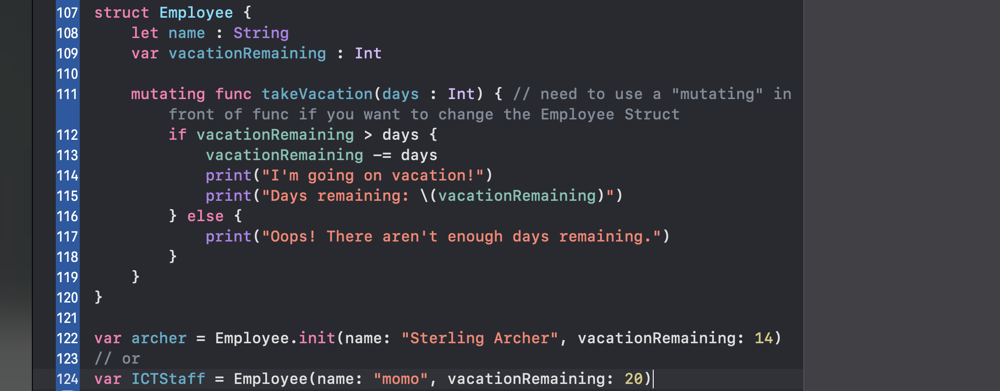 107 struct Employee {
108     let name : String
109     var vacationRemaining : Int
110
111     mutating func takeVacation(days : Int) { // need to use a "mutating" in
        front of func if you want to change the Employee Struct
112         if vacationRemaining > days {
113             vacationRemaining -= days
114             print("I'm going on vacation!")
115             print("Days remaining: \(vacationRemaining)")
116         } else {
117             print("Oops! There aren't enough days remaining.")
118         }
119     }
120 }
121
122 var archer = Employee.init(name: "Sterling Archer", vacationRemaining: 14)
123 // or
124 var ICTStaff = Employee(name: "momo", vacationRemaining: 20)